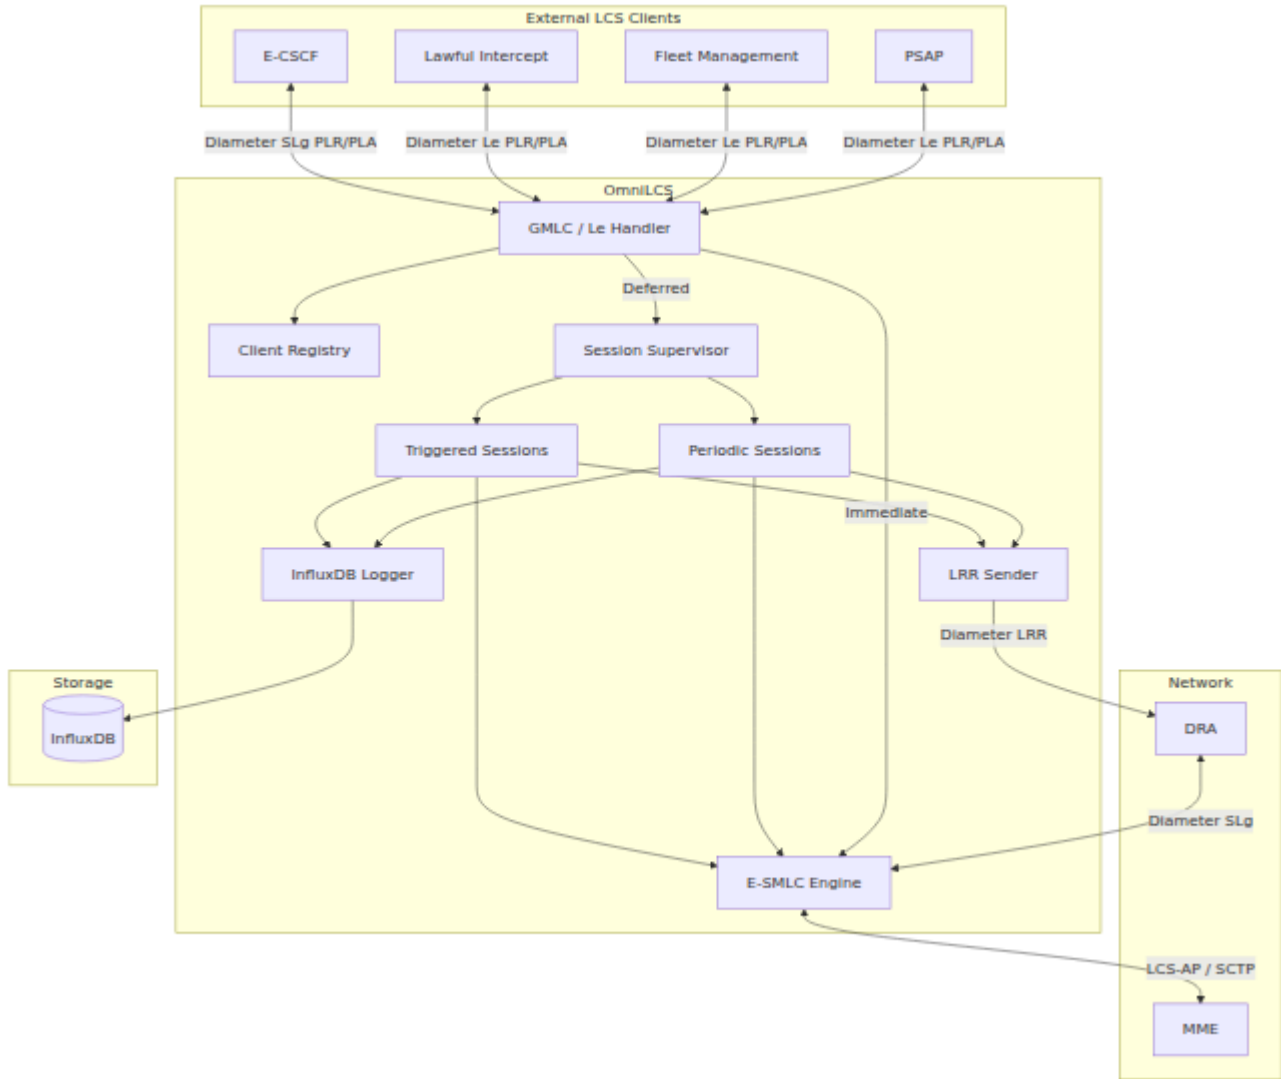 External LCS Clients
E-CSCF
Lawful Intercept
Fleet Management
PSAP
Diameter SLg PLR/PLA
Diameter Le PLR/PLA
Diameter Le PLR/PLA
Diameter Le PLR/PLA
OmniLCS
GMLC / Le Handler
Deferred
Client Registry
Session Supervisor
Triggered Sessions
Periodic Sessions
Immediate
InfluxDB Logger
LRR Sender
Diameter LRR
Storage
InfluxDB
Network
DRA
Diameter SLg
E-SMLC Engine
LCS-AP / SCTP
MME